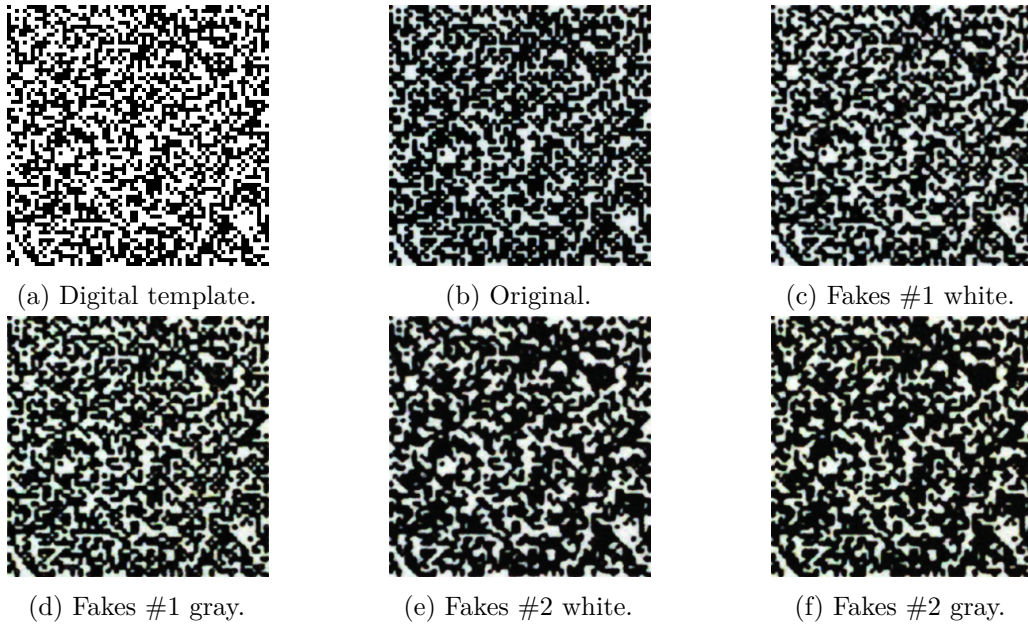 (a) Digital template.
(b) Original.
(c) Fakes #1 white.
(d) Fakes #1 gray.
(e) Fakes #2 white.
(f) Fakes #2 gray.